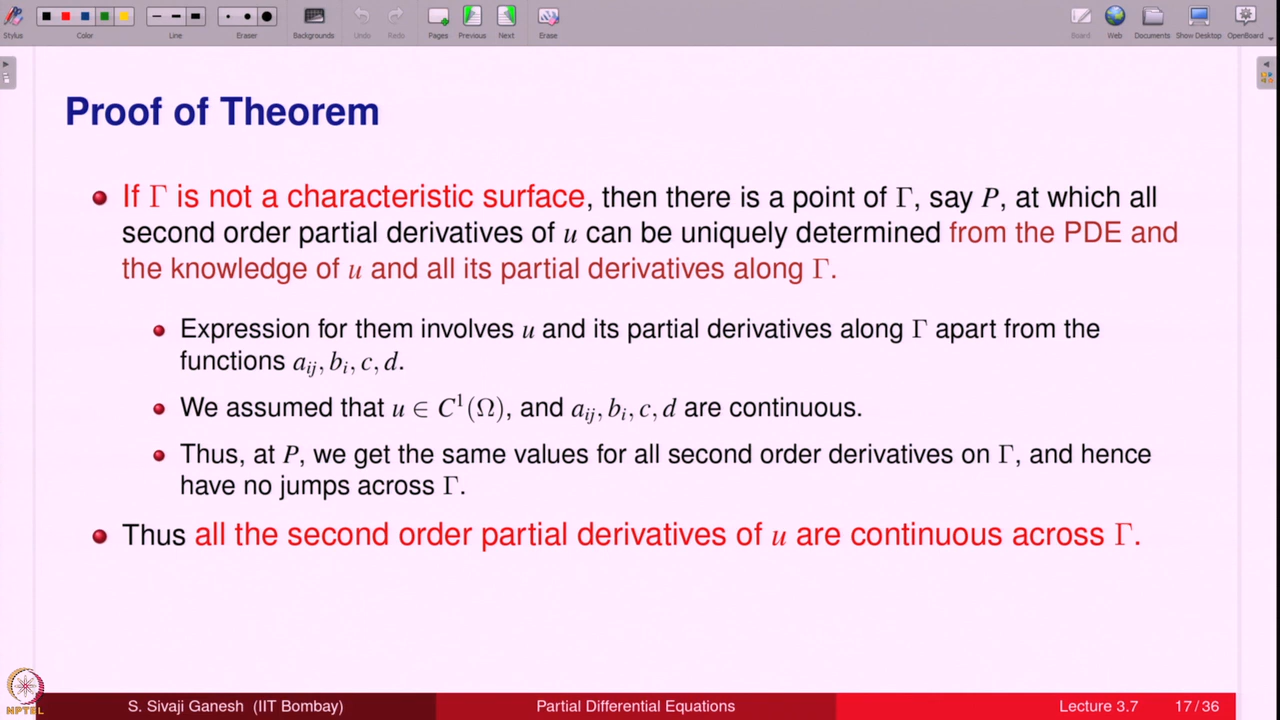 Stylus
Color
Line
Eraser
Backgrounds
Undo
Redo
Pages
Previous
Next
Erase
Board
Web
Documents
Show Desktop
OpenBoard
Proof of Theorem
If Γ is not a characteristic surface, then there is a point of Γ, say P, at which all
second order partial derivatives of u can be uniquely determined from the PDE and
the knowledge of u and all its partial derivatives along Γ.
Expression for them involves u and its partial derivatives along Γ apart from the
functions a_{ij}, b_i, c, d.
We assumed that u ∈ C^1(Ω), and a_{ij}, b_i, c, d are continuous.
Thus, at P, we get the same values for all second order derivatives on Γ, and hence
have no jumps across Γ.
Thus all the second order partial derivatives of u are continuous across Γ.
NPTEL
S. Sivaji Ganesh (IIT Bombay)
Partial Differential Equations
Lecture 3.7
17 / 36